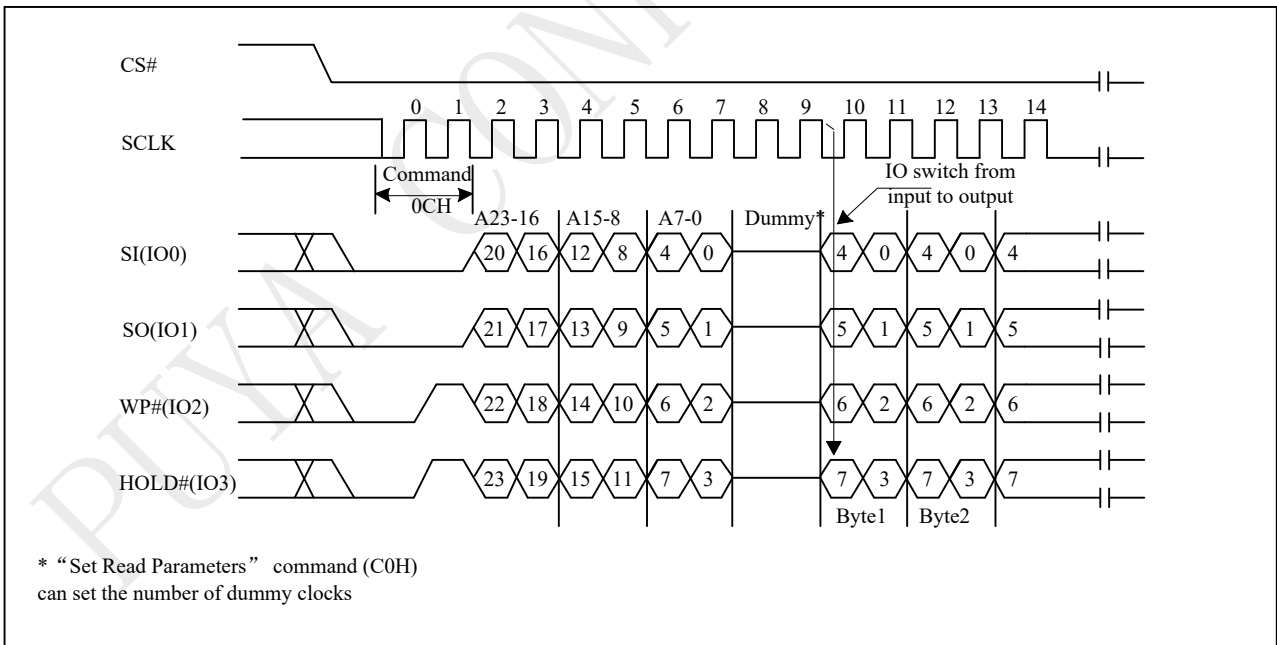 PUYA CONF
CS#
0 1 2 3 4 5 6 7 8 9 10 11 12 13 14
SCLK
Command
0CH
IO switch from
input to output
A23-16 A15-8 A7-0 Dummy*
SI(IO0) 20 16 12 8 4 0 4 0 4 0 4
SO(IO1) 21 17 13 9 5 1 5 1 5 1 5
WP#(IO2) 22 18 14 10 6 2 6 2 6 2 6
HOLD#(IO3) 23 19 15 11 7 3 7 3 7 3 7
Byte1 Byte2
* “Set Read Parameters” command (C0H)
can set the number of dummy clocks